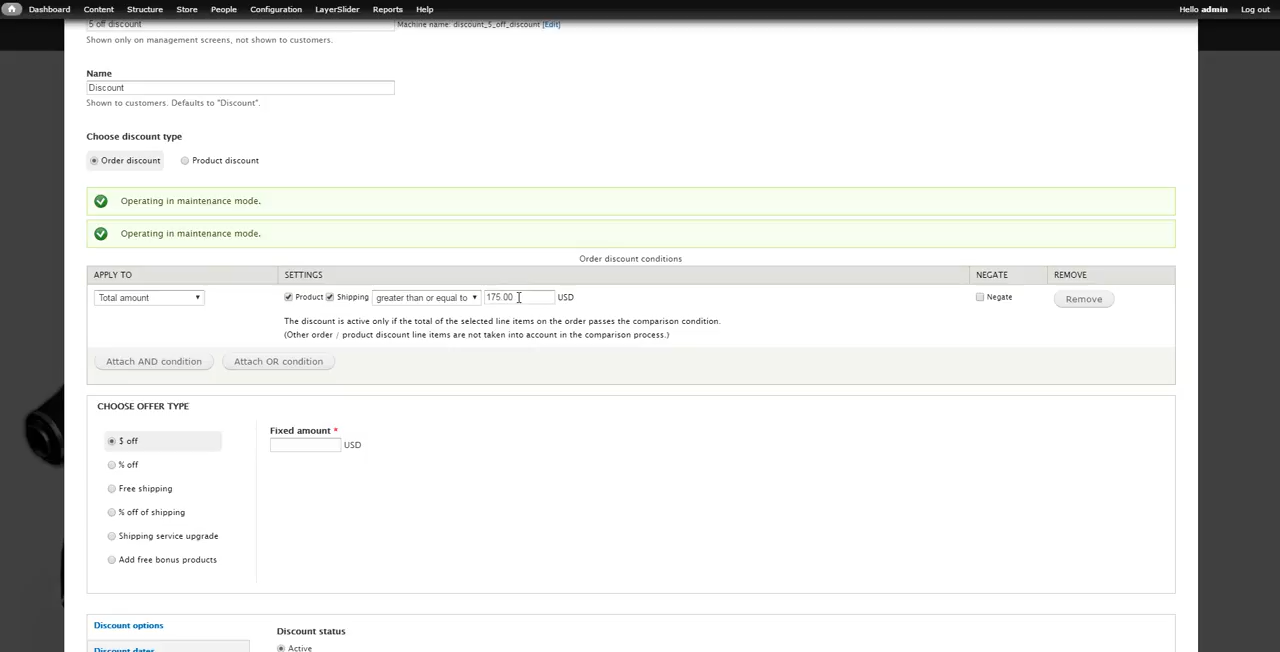 Dashboard Content Structure Store People Configuration LayerSlider Reports Help Hello admin Log out
5 off discount Machine name: discount_5_off_discount [Edit]
Shown only on management screens, not shown to customers.
Name
Discount
Shown to customers. Defaults to "Discount".
Choose discount type
Order discount Product discount
Operating in maintenance mode.
Operating in maintenance mode.
Order discount conditions
APPLY TO SETTINGS NEGATE REMOVE
Total amount Product Shipping greater than or equal to 175.00 USD Negate Remove
The discount is active only if the total of the selected line items on the order passes the comparison condition.
(Other order / product discount line items are not taken into account in the comparison process.)
Attach AND condition Attach OR condition
CHOOSE OFFER TYPE
$ off
% off
Free shipping
% off of shipping
Shipping service upgrade
Add free bonus products
Fixed amount *
USD
Discount options
Discount dates
Discount status
Active